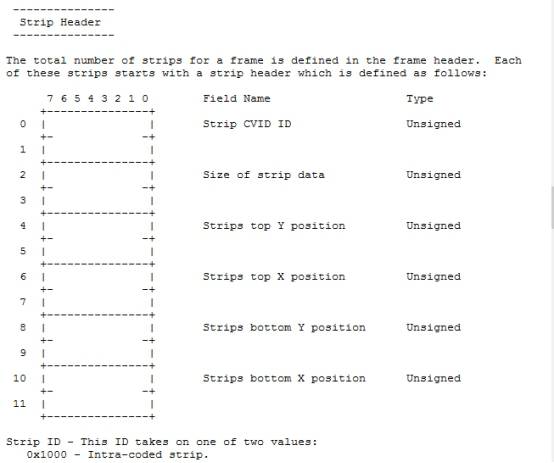 ---------------
Strip Header
---------------
The total number of strips for a frame is defined in the frame header.  Each
of these strips starts with a strip header which is defined as follows:
     7 6 5 4 3 2 1 0        Field Name                    Type
    +---------------+
 0  |               |       Strip CVID ID                 Unsigned
    +-             -+
 1  |               |
    +---------------+
 2  |               |       Size of strip data            Unsigned
    +-             -+
 3  |               |
    +---------------+
 4  |               |       Strips top Y position         Unsigned
    +-             -+
 5  |               |
    +---------------+
 6  |               |       Strips top X position         Unsigned
    +-             -+
 7  |               |
    +---------------+
 8  |               |       Strips bottom Y position      Unsigned
    +-             -+
 9  |               |
    +---------------+
10  |               |       Strips bottom X position      Unsigned
    +-             -+
11  |               |
    +---------------+
Strip ID - This ID takes on one of two values:
   0x1000 - Intra-coded strip.